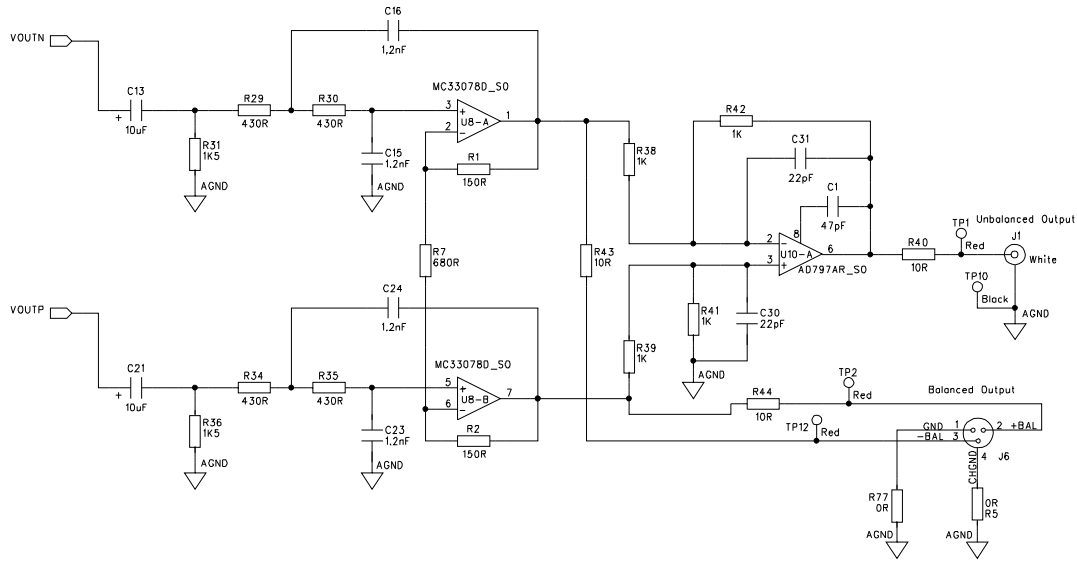 C16
1,2nF
VOUTN
MC33078D_SO
C13
+
10uF
R29
430R
R30
430R
3
+
U8-A
1
2
−
R31
1K5
AGND
C15
1,2nF
AGND
R1
150R
R42
1K
C31
22pF
R38
1K
C1
47pF
8
2
−
U10-A
6
3
+
AD797AR_SO
R40
10R
TP1
Red
Unbalanced Output
J1
White
TP10
Black
AGND
R7
680R
R43
10R
C24
1,2nF
VOUTP
R41
1K
C30
22pF
AGND
R39
1K
MC33078D_SO
C21
+
10uF
R34
430R
R35
430R
5
+
U8-B
7
6
−
R36
1K5
AGND
C23
1,2nF
AGND
R2
150R
R44
10R
TP2
Red
TP12
Red
Balanced Output
GND
1
2
+BAL
-BAL
3
4
J6
CHGND
R77
0R
AGND
0R
R5
AGND